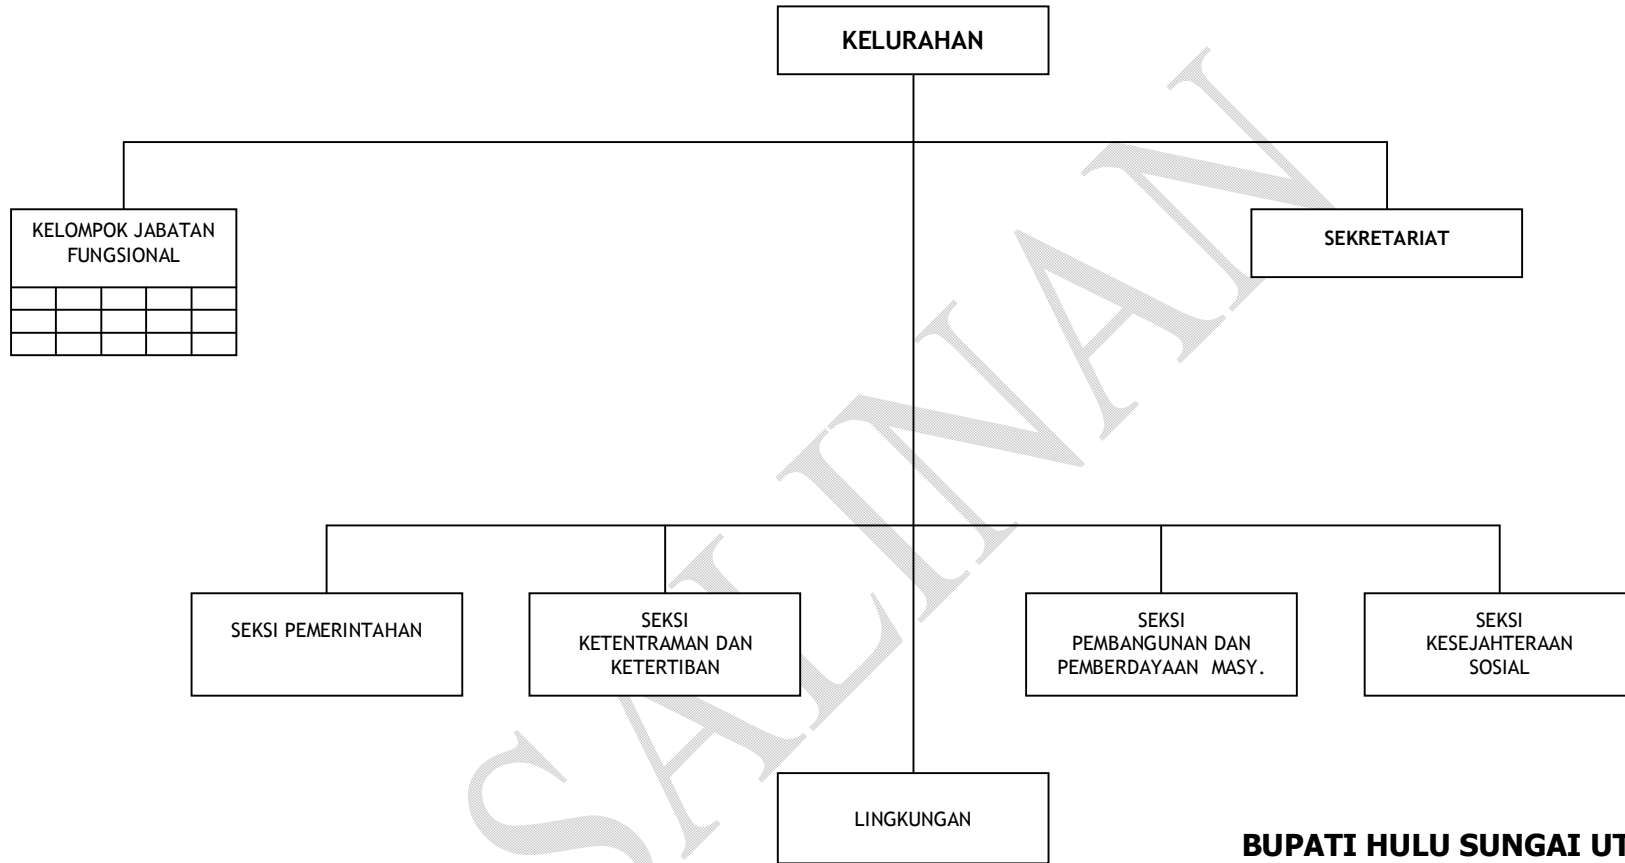 KELURAHAN
KELOMPOK JABATAN
FUNGSIONAL
SEKRETARIAT
SEKSI PEMERINTAHAN
SEKSI
KETENTRAMAN DAN
KETERTIBAN
SEKSI
PEMBANGUNAN DAN
PEMBERDAYAAN MASY.
SEKSI
KESEJAHTERAAN
SOSIAL
LINGKUNGAN
BUPATI HULU SUNGAI UT
SALINAN